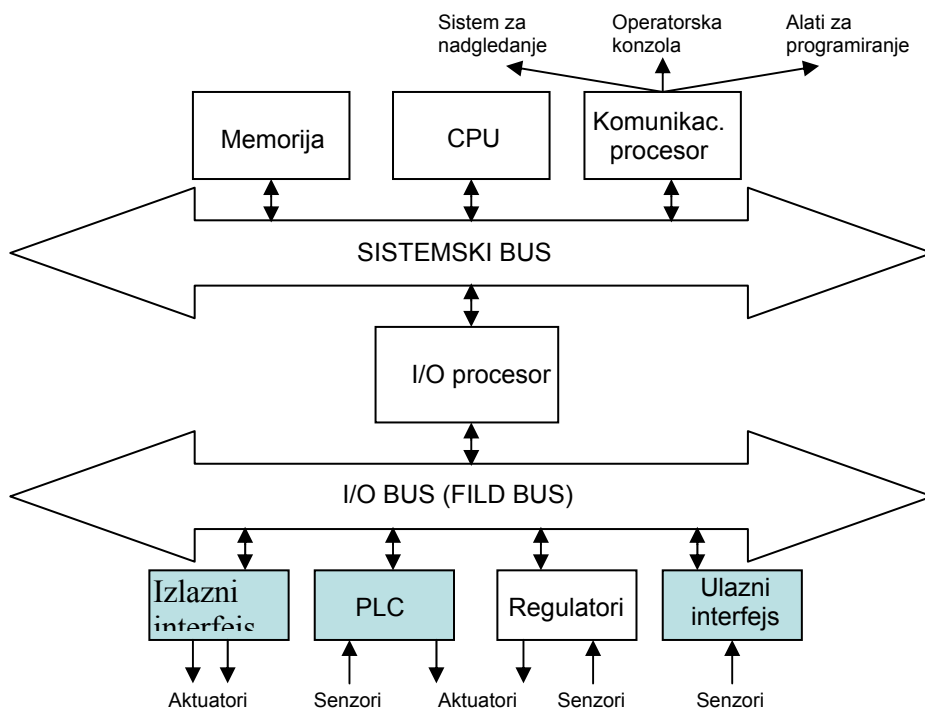 Sistem za
nadgledanje
Operatorska
konzola
Alati za
programiranje
Memorija
CPU
Komunikac.
procesor
SISTEMSKI BUS
I/O procesor
I/O BUS (FILD BUS)
Izlazni
interfejs
PLC
Regulatori
Ulazni
interfejs
Aktuatori
Senzori
Aktuatori
Senzori
Senzori